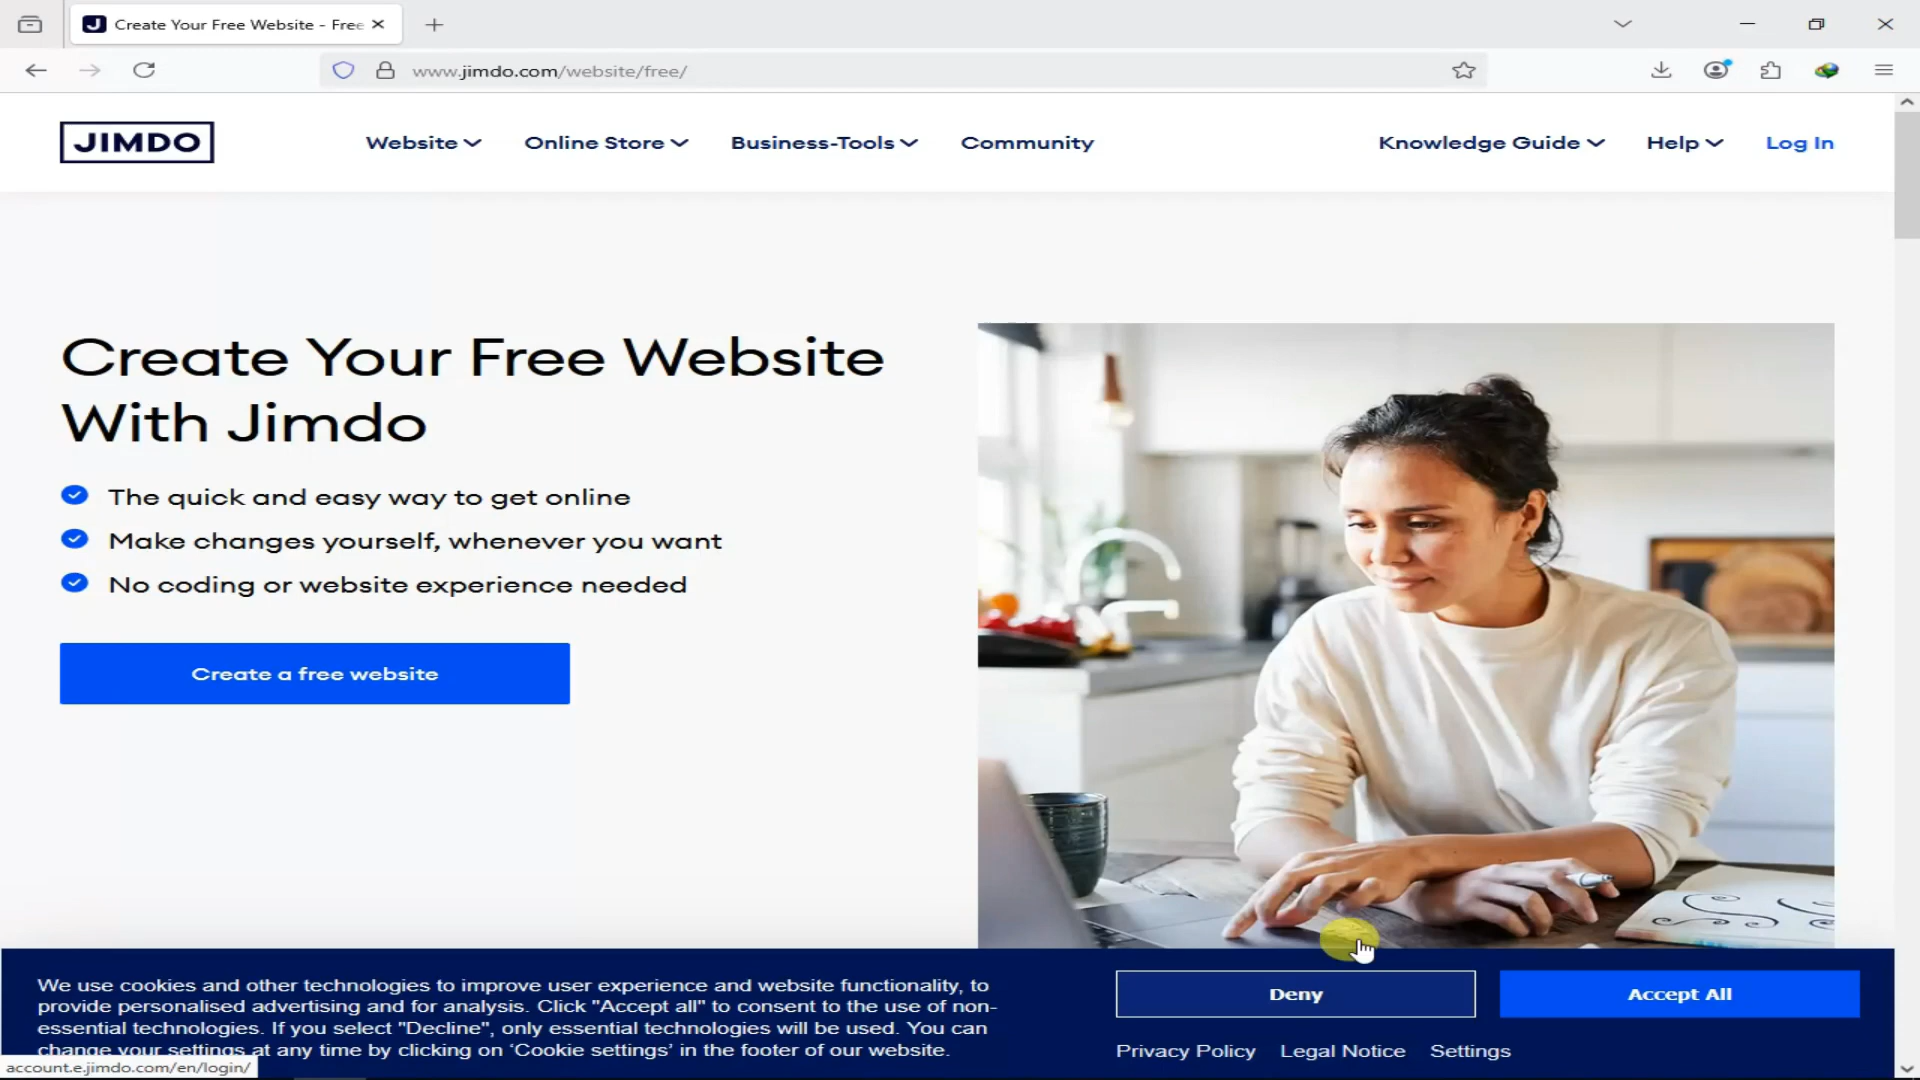 Create Your Free Website - Free
www.jimdo.com/website/free/
JIMDO
Website
Online Store
Business-Tools
Community
Knowledge Guide
Help
Log In
Create Your Free Website
With Jimdo
The quick and easy way to get online
Make changes yourself, whenever you want
No coding or website experience needed
Create a free website
We use cookies and other technologies to improve user experience and website functionality, to
provide personalised advertising and for analysis. Click "Accept all" to consent to the use of non-
essential technologies. If you select "Decline", only essential technologies will be used. You can
change your settings at any time by clicking on ‘Cookie settings’ in the footer of our website.
Deny
Accept All
Privacy Policy
Legal Notice
Settings
account.e.jimdo.com/en/login/